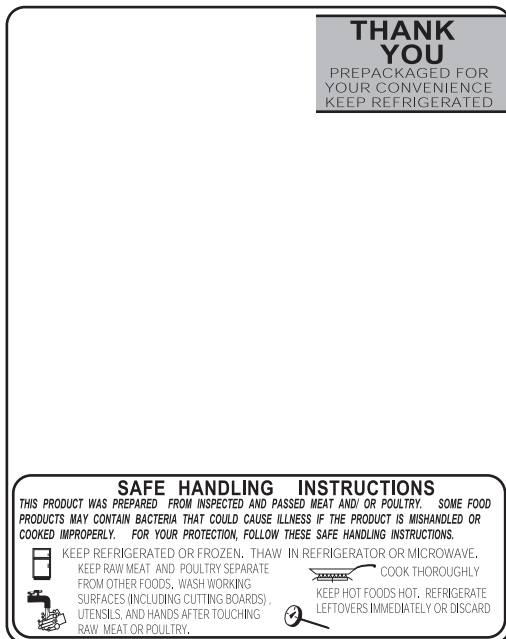 THANK
YOU
PREPACKAGED FOR
YOUR CONVENIENCE
KEEP REFRIGERATED
SAFE HANDLING INSTRUCTIONS
THIS PRODUCT WAS PREPARED FROM INSPECTED AND PASSED MEAT AND/ OR POULTRY. SOME FOOD
PRODUCTS MAY CONTAIN BACTERIA THAT COULD CAUSE ILLNESS IF THE PRODUCT IS MISHANDLED OR
COOKED IMPROPERLY. FOR YOUR PROTECTION, FOLLOW THESE SAFE HANDLING INSTRUCTIONS.
KEEP REFRIGERATED OR FROZEN. THAW IN REFRIGERATOR OR MICROWAVE.
KEEP RAW MEAT AND POULTRY SEPARATE
FROM OTHER FOODS. WASH WORKING
SURFACES (INCLUDING CUTTING BOARDS),
UTENSILS, AND HANDS AFTER TOUCHING
RAW MEAT OR POULTRY.
COOK THOROUGHLY
KEEP HOT FOODS HOT. REFRIGERATE
LEFTOVERS IMMEDIATELY OR DISCARD